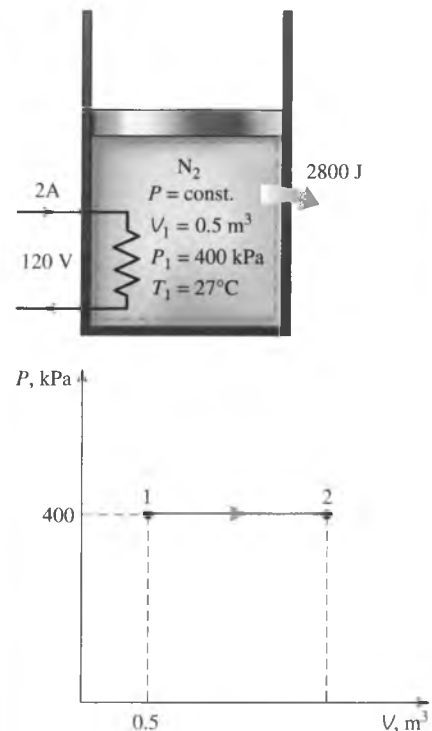 N₂
2800 J
P = const.
2A
V₁ = 0.5 m³
120 V
P₁ = 400 kPa
T₁ = 27°C
P, kPa
1
2
400
0.5
V, m³